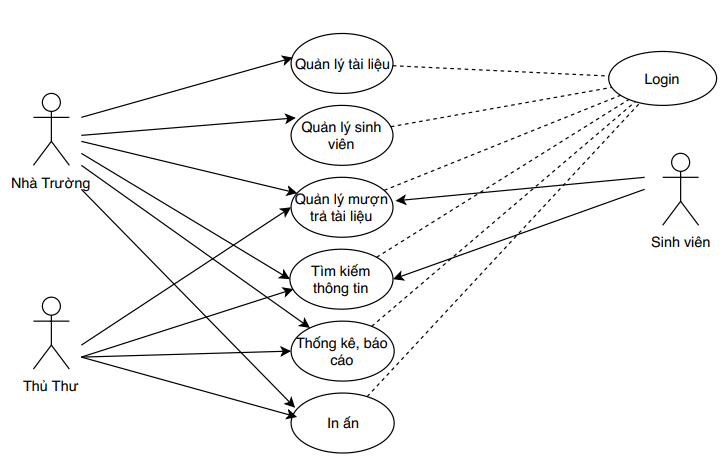 Quản lý tài liệu
Login
Quản lý sinh
viên
Nhà Trường
Quản lý mượn
trả tài liệu
Sinh viên
Tìm kiếm
thông tin
Thống kê, báo
cáo
Thủ Thư
In ấn